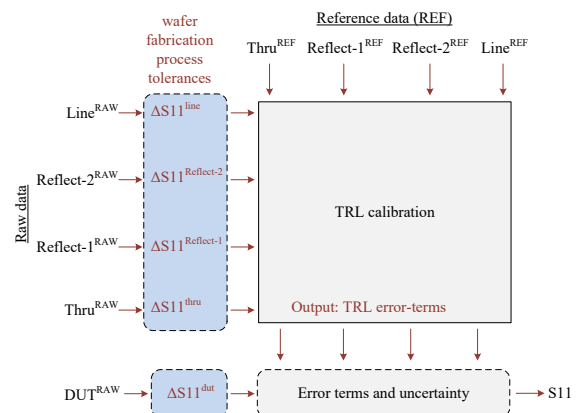 Reference data (REF)
wafer
fabrication
process
tolerances
Thru^REF Reflect-1^REF Reflect-2^REF Line^REF
Line^RAW ΔS11^line
Reflect-2^RAW ΔS11^Reflect-2
Raw data
TRL calibration
Reflect-1^RAW ΔS11^Reflect-1
Thru^RAW ΔS11^thru Output: TRL error-terms
DUT^RAW ΔS11^dut Error terms and uncertainty S11